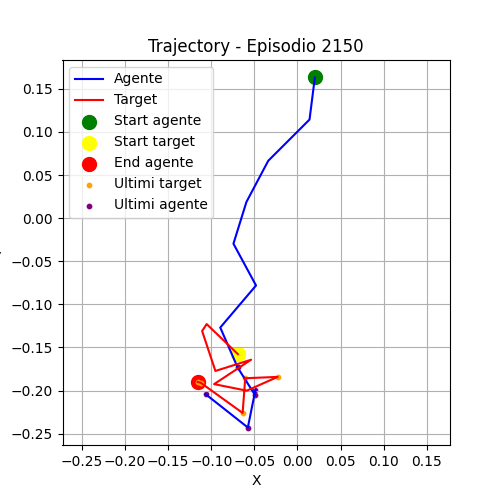 Trajectory - Episodio 2150
Agente
Target
Start agente
Start target
End agente
Ultimi target
Ultimi agente
0.15
0.10
0.05
0.00
−0.05
−0.10
−0.15
−0.20
−0.25
−0.25 −0.20 −0.15 −0.10 −0.05 0.00 0.05 0.10 0.15
X